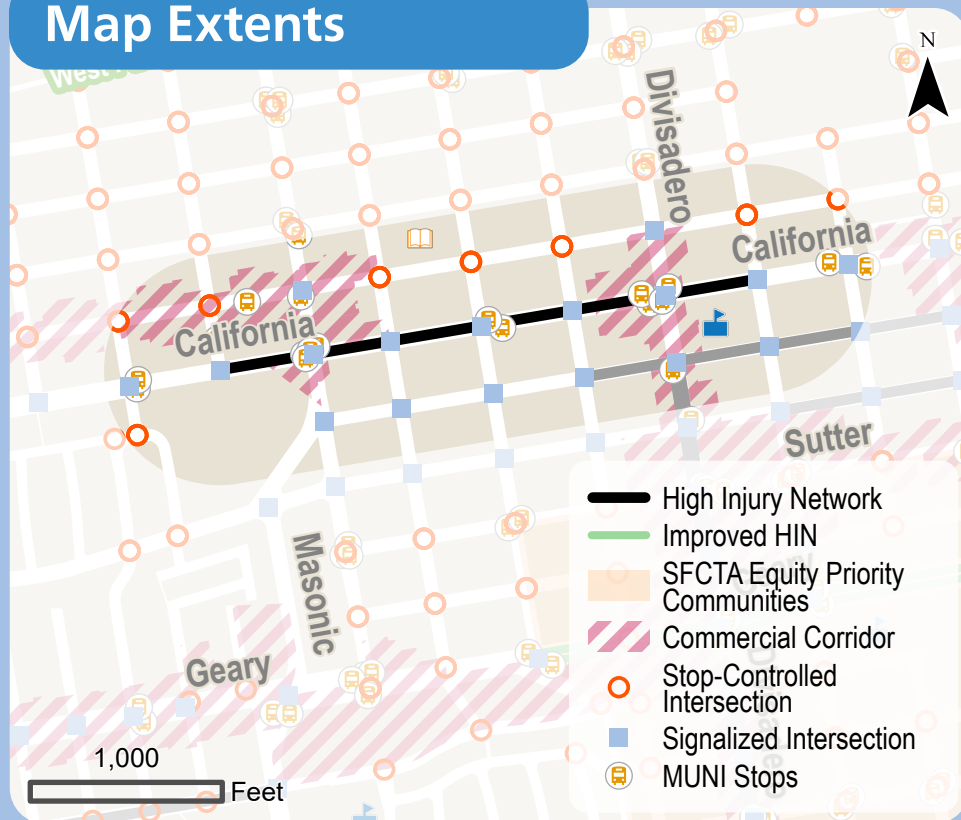 Map Extents
West
N
Divisadero
California
California
Sutter
Masonic
Geary
High Injury Network
Improved HIN
SFCTA Equity Priority
Communities
Commercial Corridor
Stop-Controlled
Intersection
Signalized Intersection
MUNI Stops
1,000
Feet